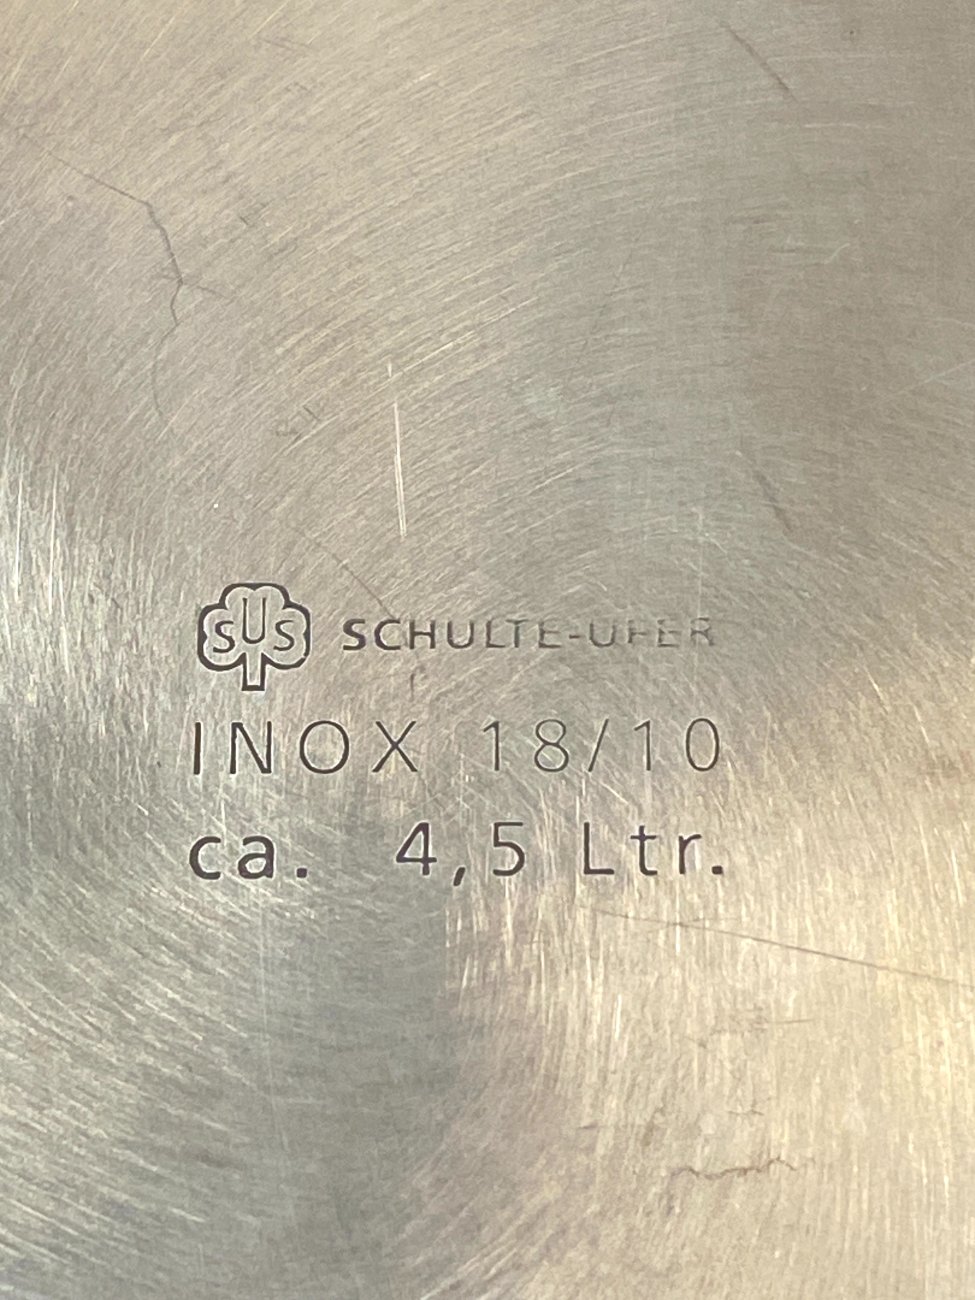 SUS SCHULTE-UFER
INOX 18/10
ca. 4,5 Ltr.